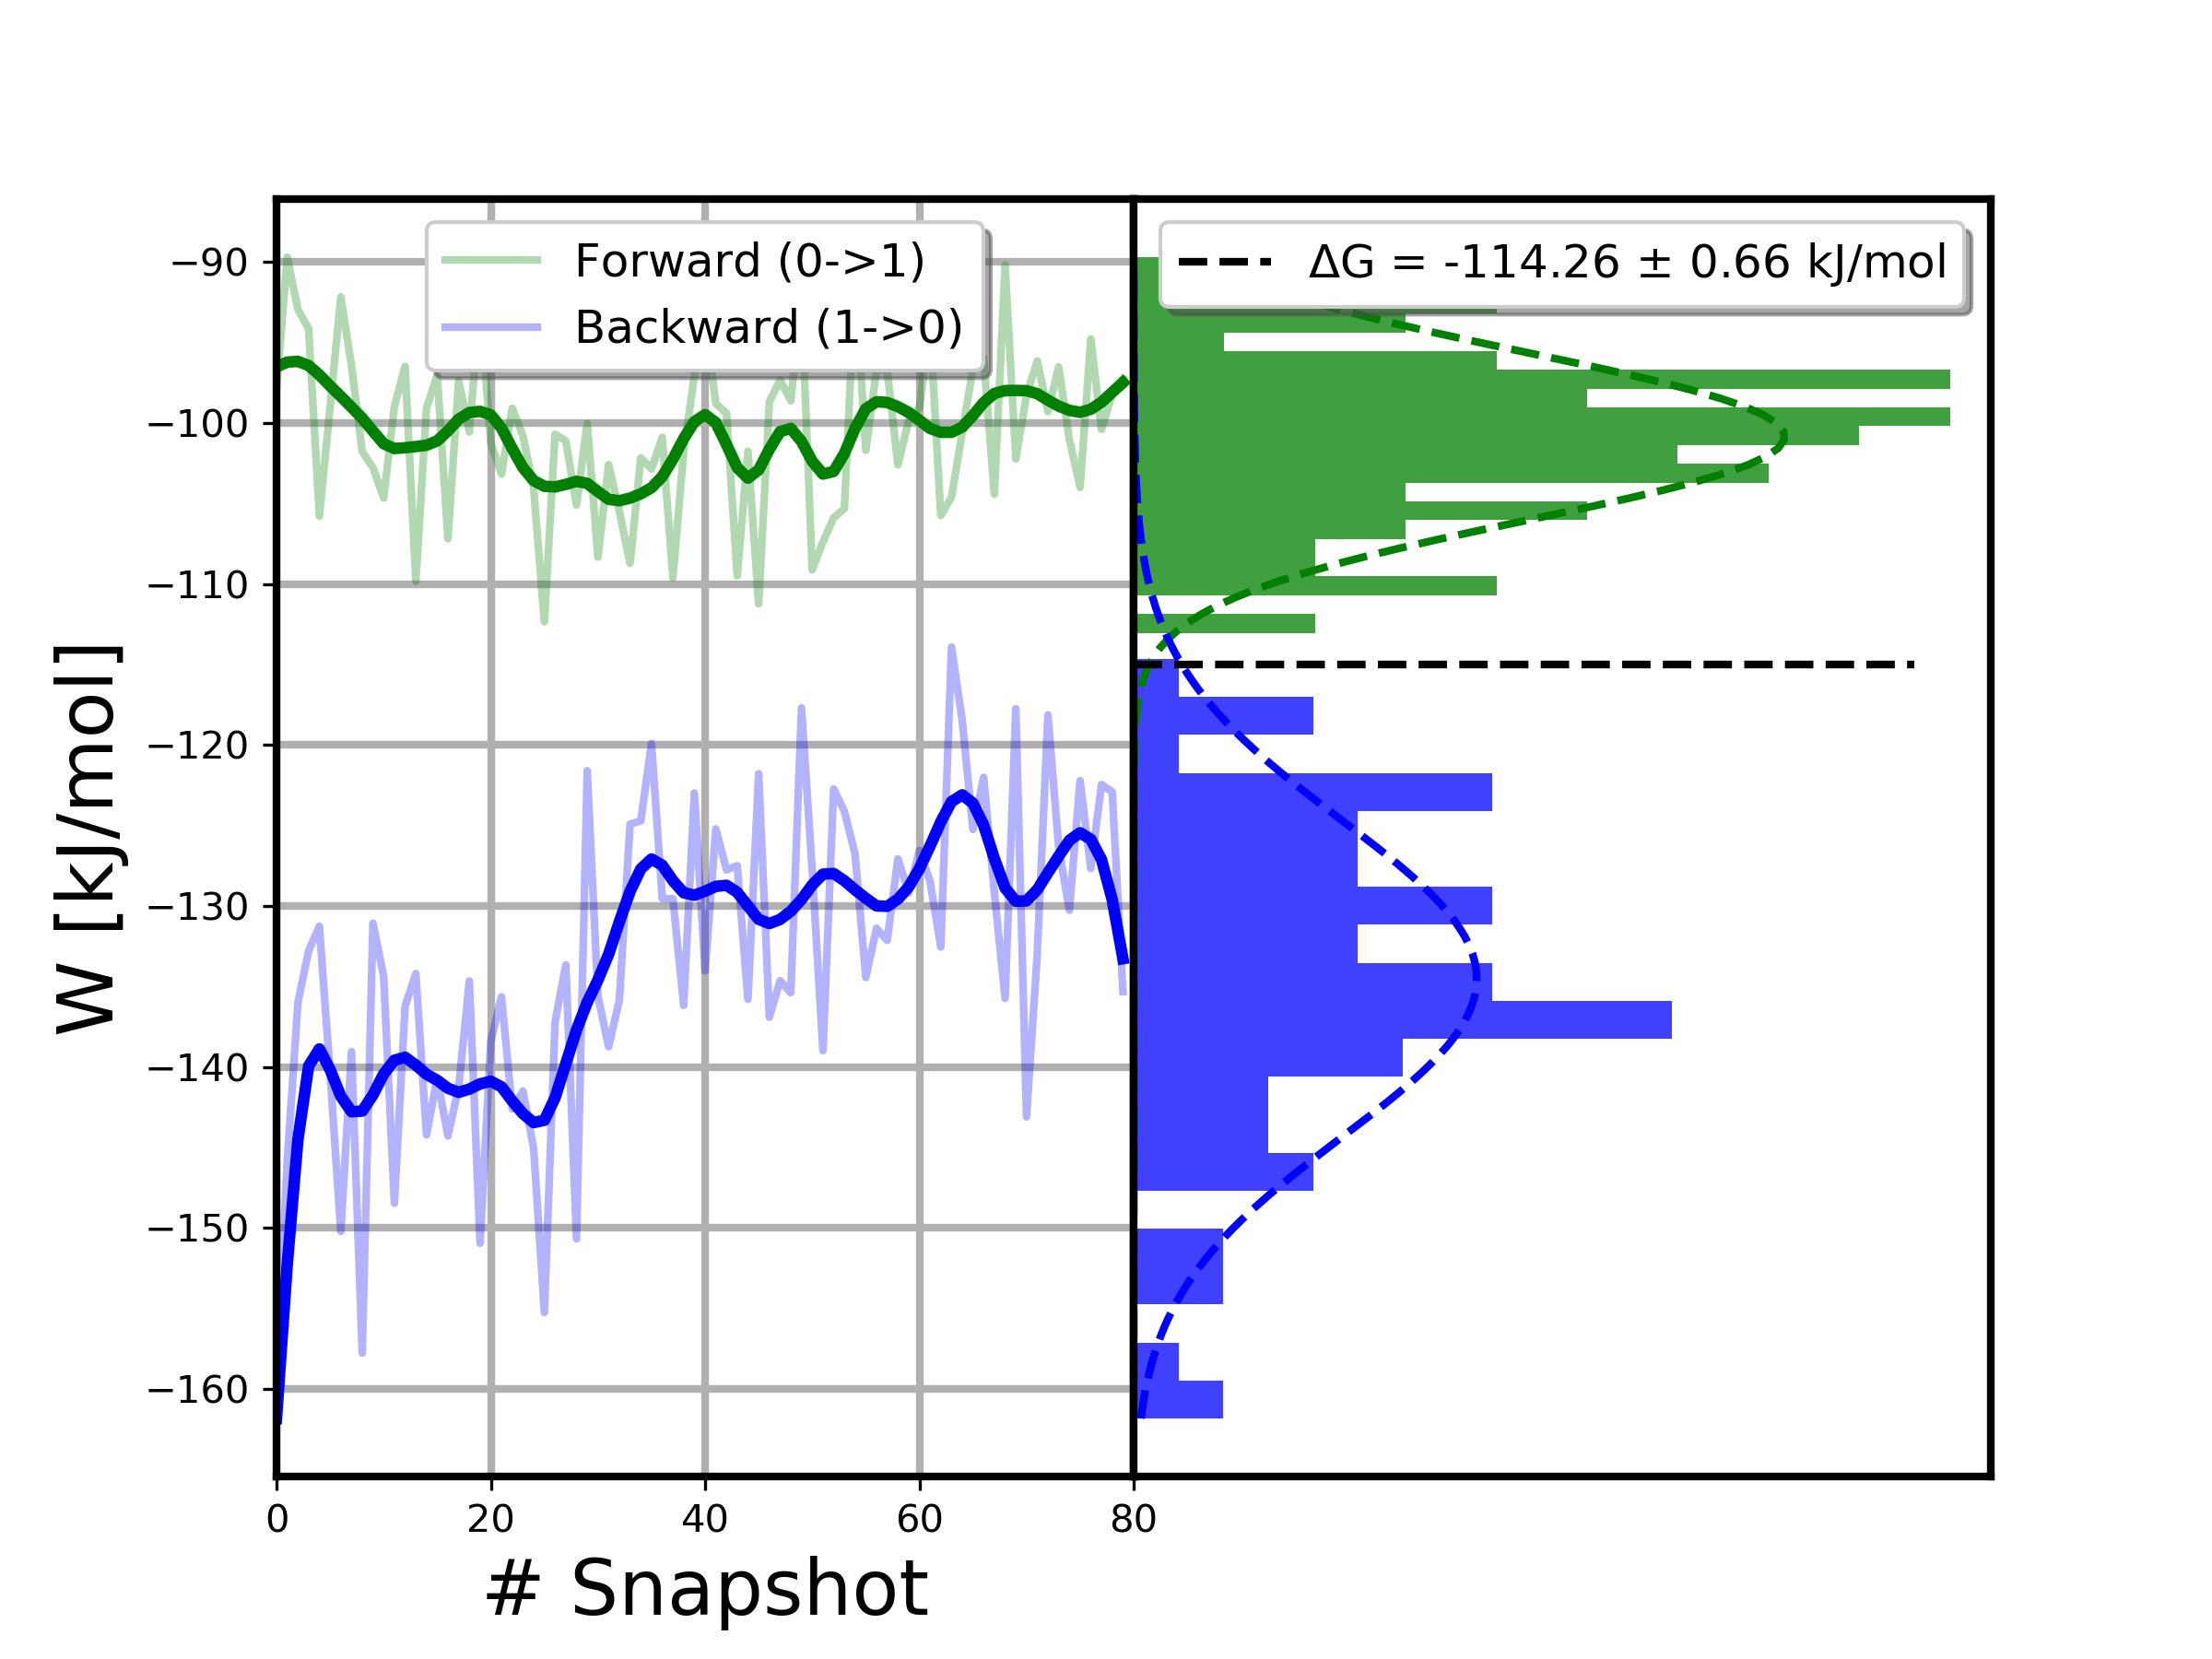 Forward (0->1)
Backward (1->0)
ΔG = -114.26 ± 0.66 kJ/mol
−90
−100
−110
−120
−130
−140
−150
−160
W [kJ/mol]
0 20 40 60 80
# Snapshot